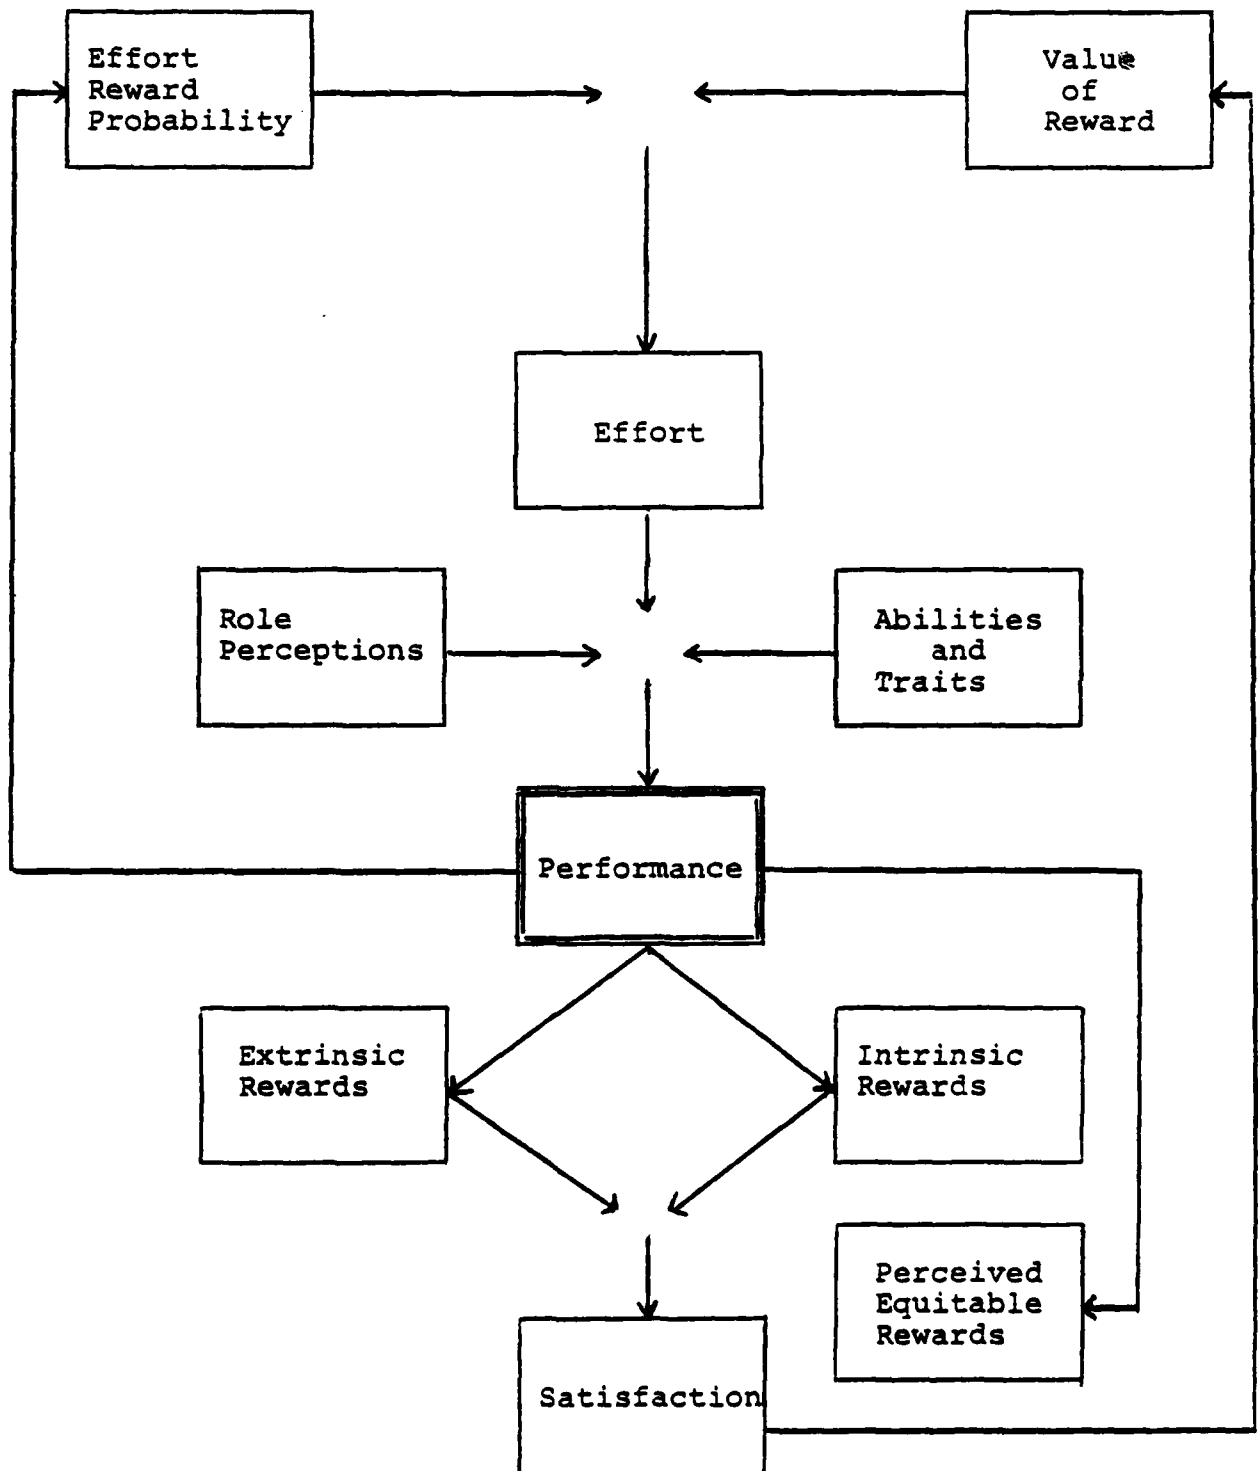 Effort
Reward
Probability
Value
of
Reward
Effort
Role
Perceptions
Abilities
and
Traits
Performance
Extrinsic
Rewards
Intrinsic
Rewards
Perceived
Equitable
Rewards
Satisfaction